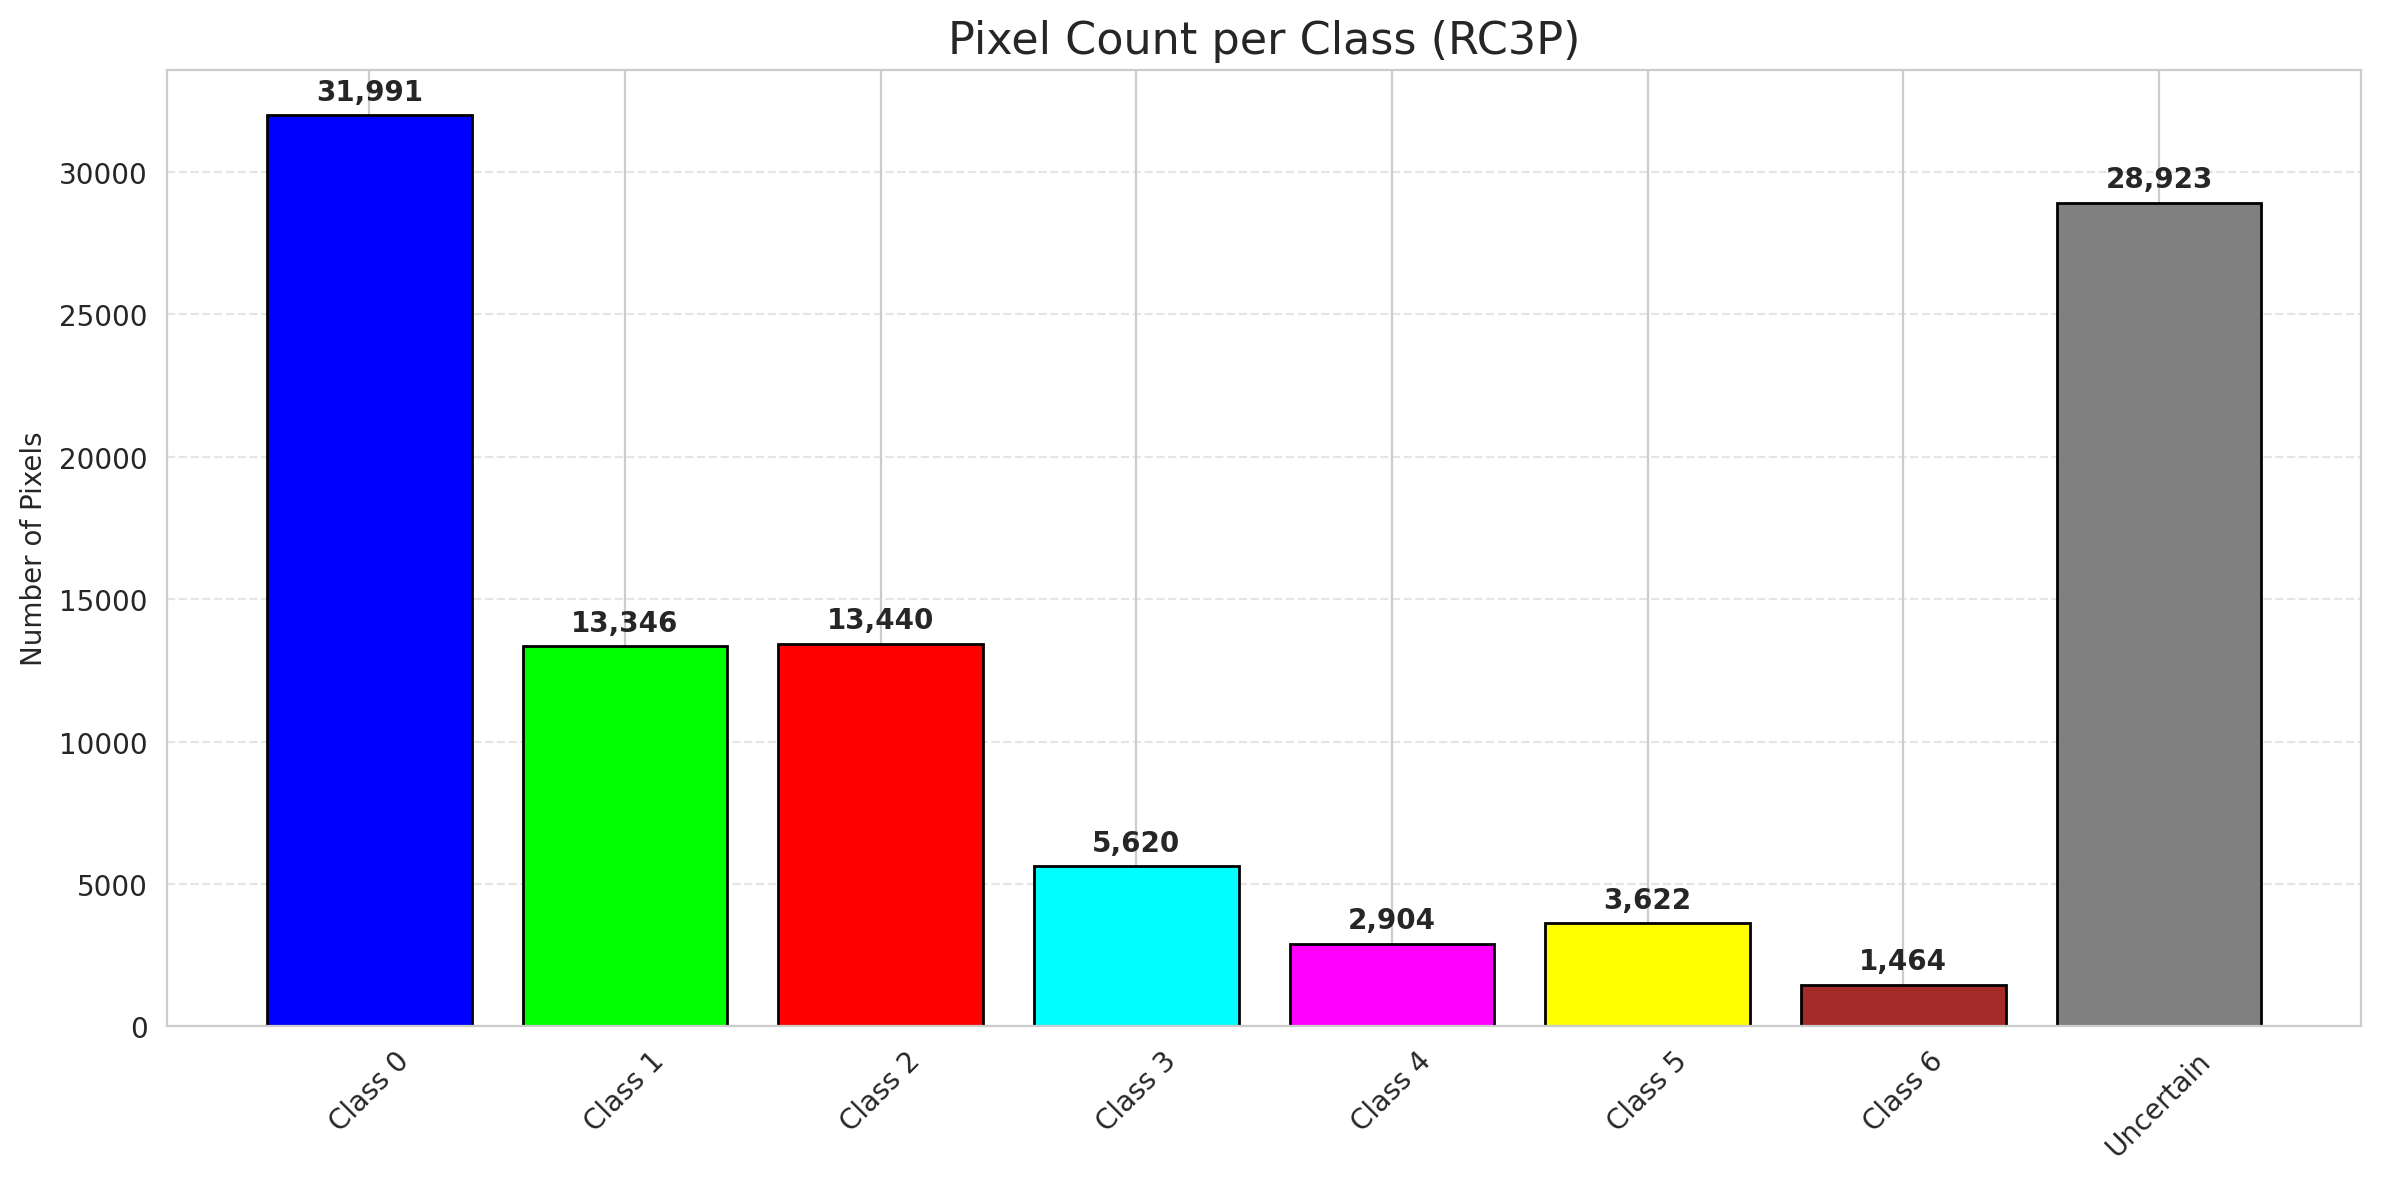 Pixel Count per Class (RC3P)
Number of Pixels
30000
25000
20000
15000
10000
5000
0
31,991
13,346
13,440
5,620
2,904
3,622
1,464
28,923
Class 0
Class 1
Class 2
Class 3
Class 4
Class 5
Class 6
Uncertain